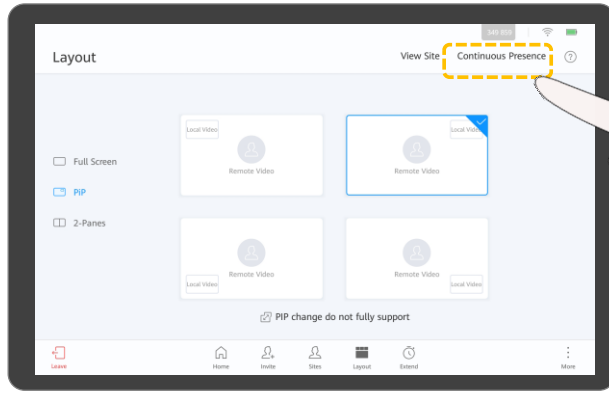 349 816
Layout
View Site
Continuous Presence
?
Full Screen
PiP
2-Panes
Local Video
Remote Video
Local Video
Remote Video
Local Video
Remote Video
Local Video
Remote Video
PIP change do not fully support
Leave
Home
Invite
Sites
Layout
Extend
More